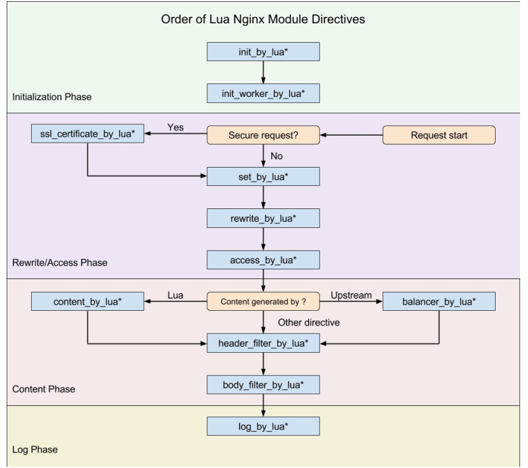 Order of Lua Nginx Module Directives
init_by_lua*
init_worker_by_lua*
Initialization Phase
ssl_certificate_by_lua*
Yes
Secure request?
Request start
No
set_by_lua*
rewrite_by_lua*
access_by_lua*
Rewrite/Access Phase
content_by_lua*
Lua
Content generated by ?
Upstream
balancer_by_lua*
Other directive
header_filter_by_lua*
body_filter_by_lua*
Content Phase
log_by_lua*
Log Phase